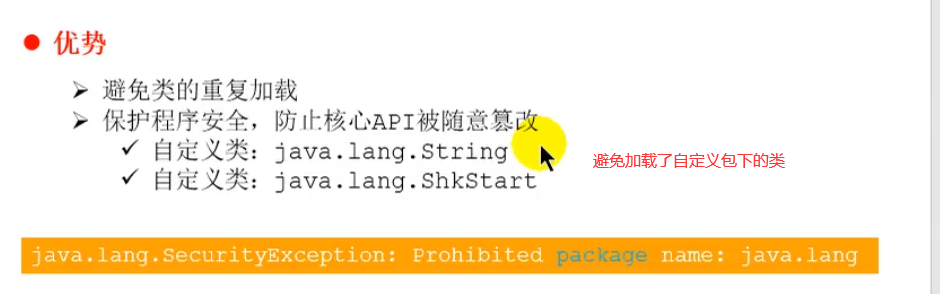 优势
避免类的重复加载
保护程序安全，防止核心API被随意篡改
自定义类：java.lang.String
自定义类：java.lang.ShkStart
避免加载了自定义包下的类
java.lang.SecurityException: Prohibited package name: java.lang